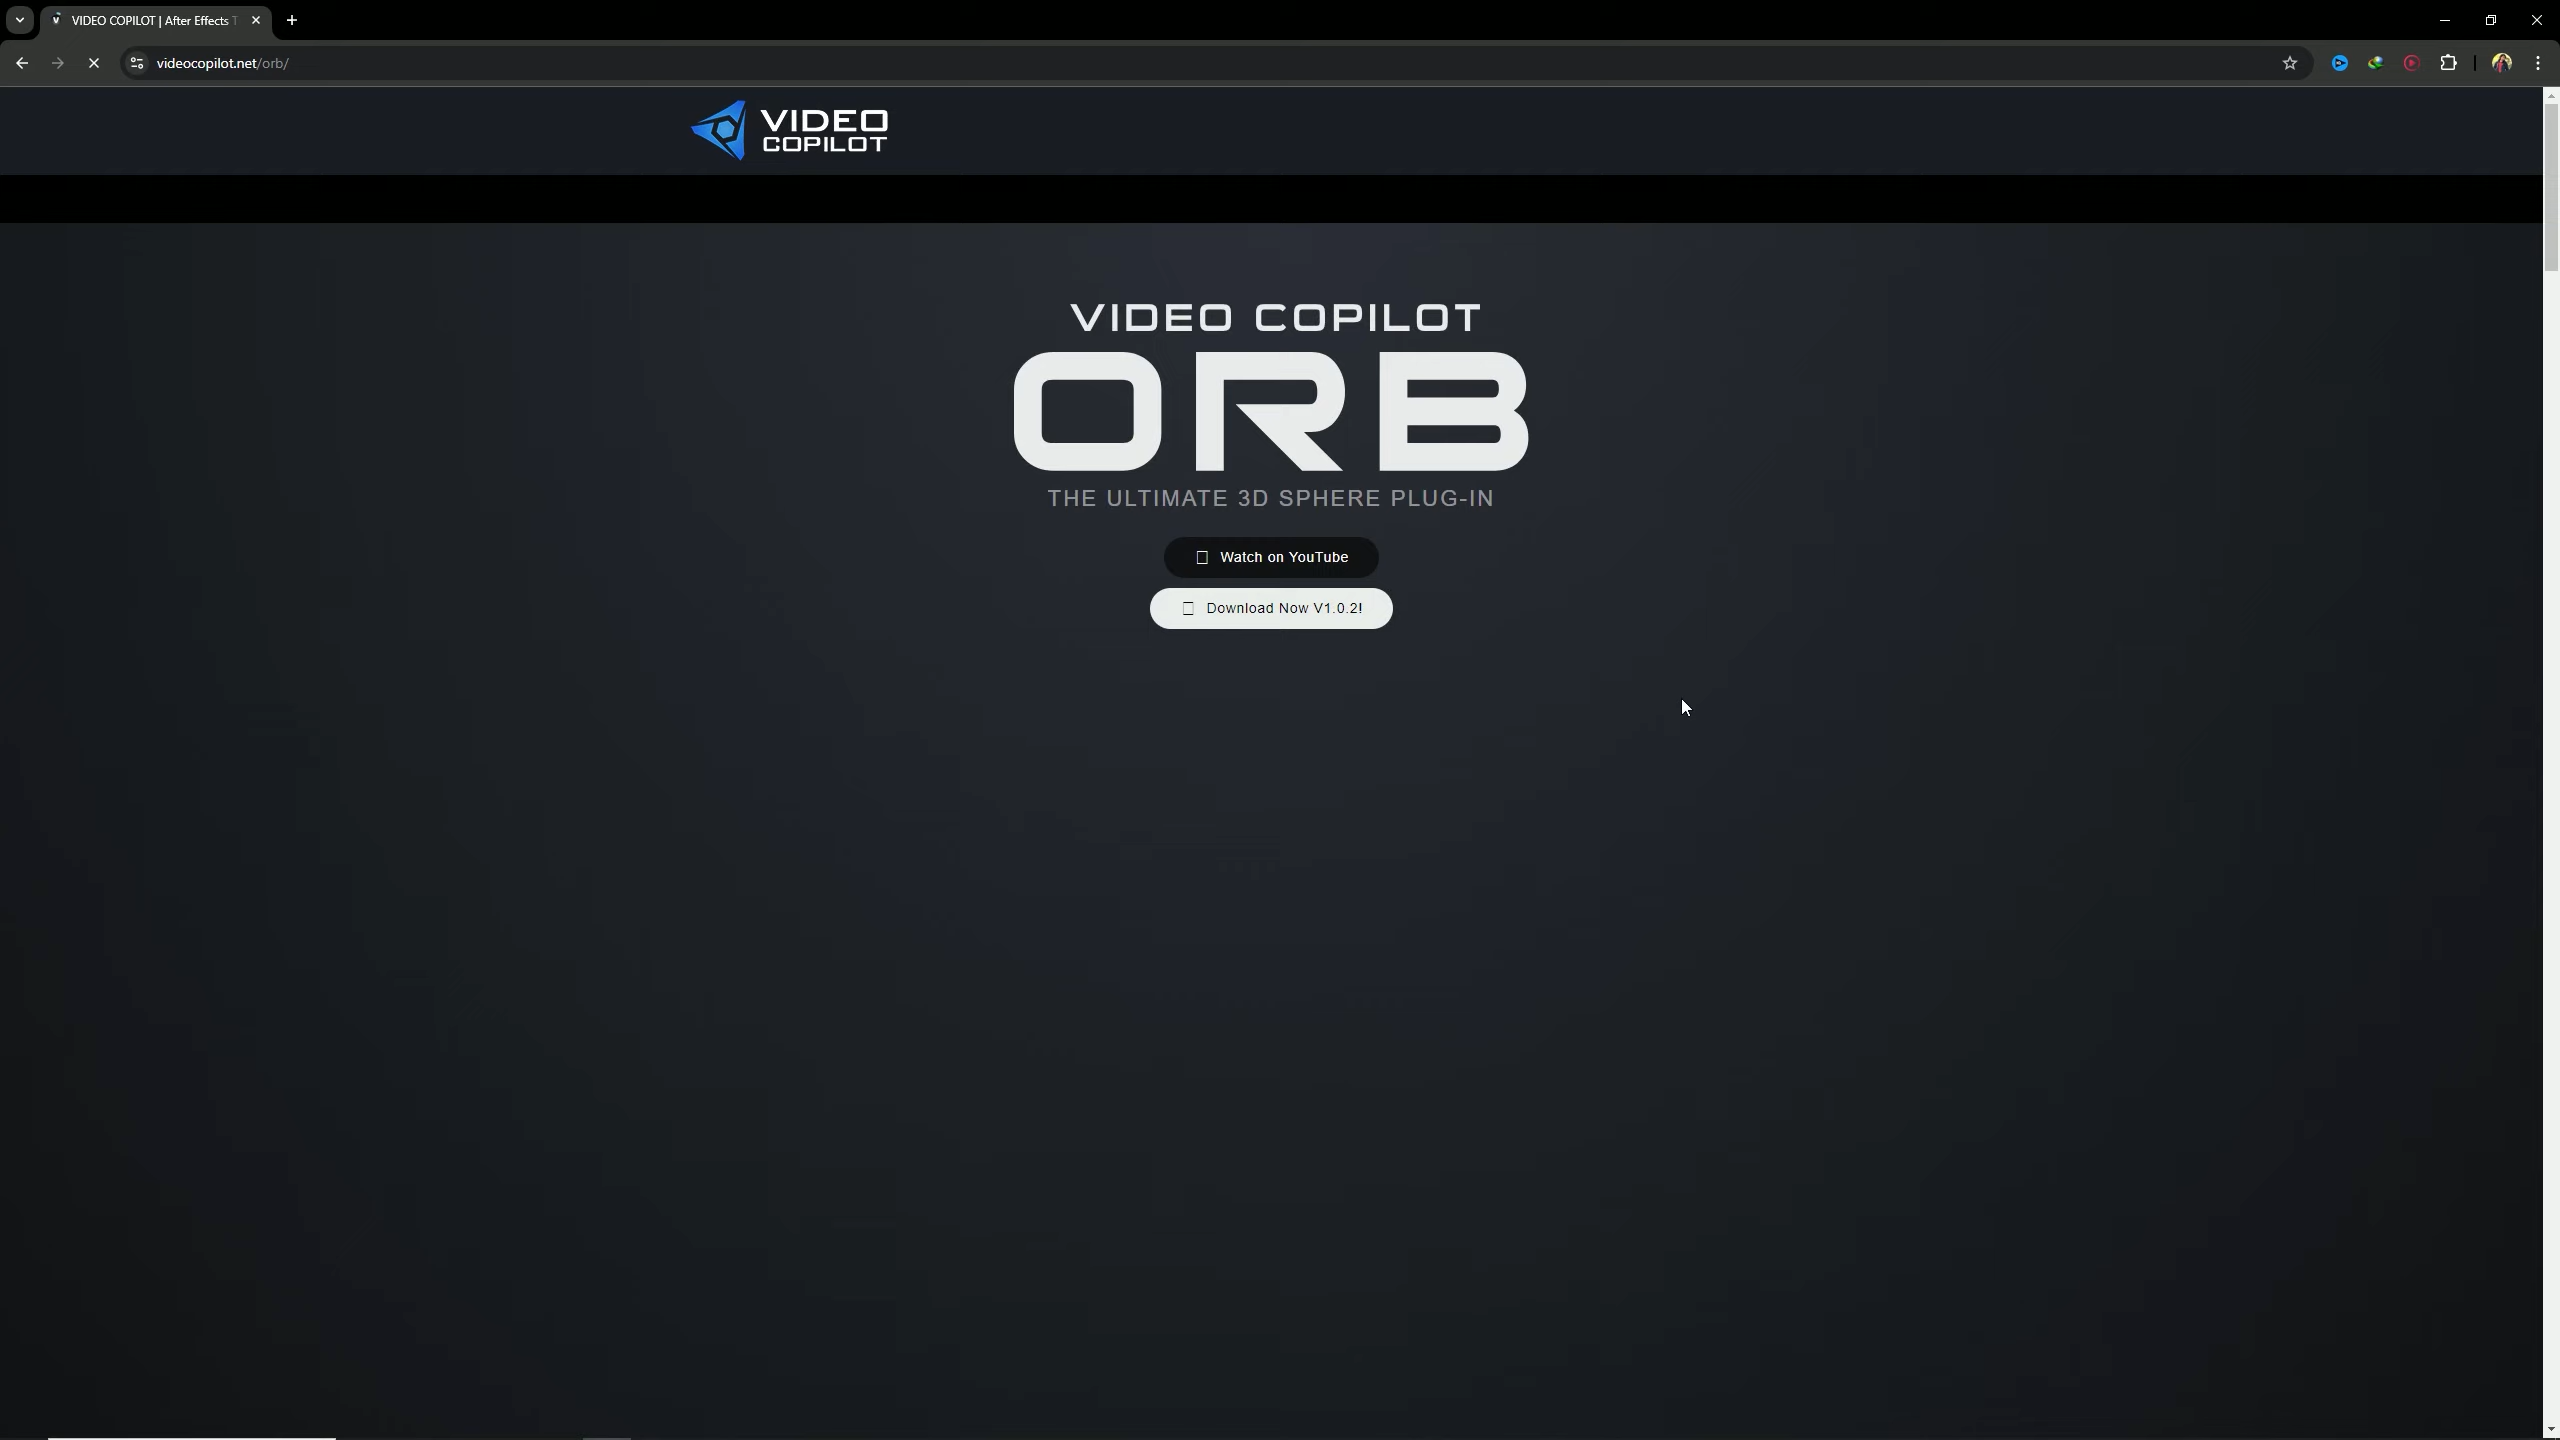 VIDEO COPILOT | After Effects T
videocopilot.net/orb/
VIDEO
COPILOT
VIDEO COPILOT
ORB
THE ULTIMATE 3D SPHERE PLUG-IN
Watch on YouTube
Download Now V1.0.2!